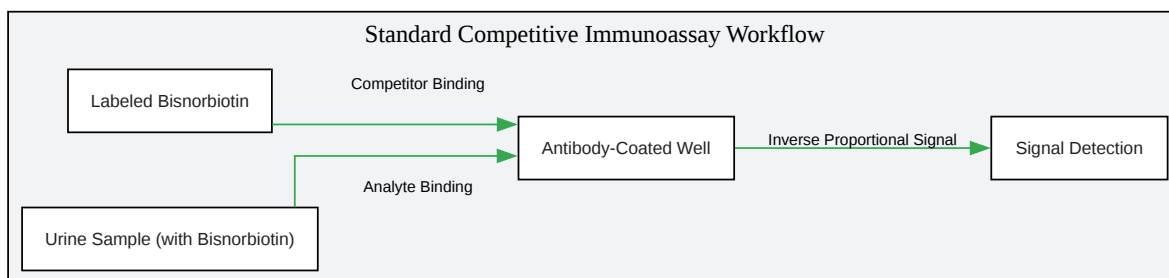 Standard Competitive Immunoassay Workflow
Labeled Bisnorbiotin
Competitor Binding
Antibody-Coated Well
Inverse Proportional Signal
Signal Detection
Analyte Binding
Urine Sample (with Bisnorbiotin)